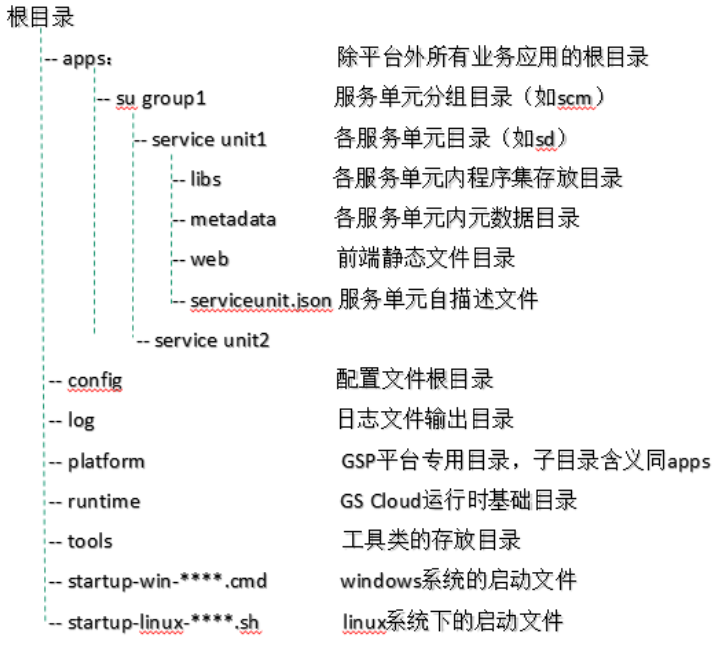 根目录
-- apps: 除平台外所有业务应用的根目录
-- su group1 服务单元分组目录（如scm）
-- service unit1 各服务单元目录（如sd）
-- libs 各服务单元内程序集存放目录
-- metadata 各服务单元内元数据目录
-- web 前端静态文件目录
-- serviceunit.json 服务单元自描述文件
-- service unit2
-- config 配置文件根目录
-- log 日志文件输出目录
-- platform GSP平台专用目录，子目录含义同apps
-- runtime GS Cloud运行时基础目录
-- tools 工具类的存放目录
-- startup-win-****.cmd windows系统的启动文件
-- startup-linux-****.sh linux系统下的启动文件